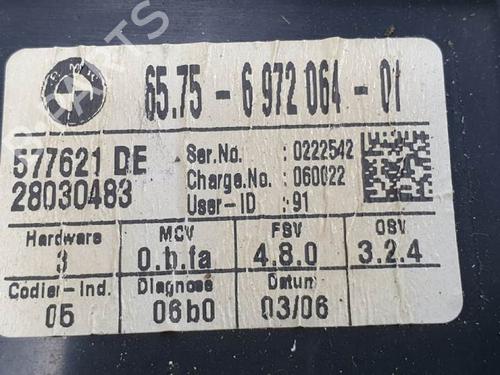 BMW
65.75 - 6 972 064 - 01
577621 DE
28030483
Ser.No. : 0222542
Charge.No. : 060022
User-ID : 91
Hardware MCV FSV OSV
3 0.h.fa 4.8.0 3.2.4
Codier-Ind. Diagnose Datum
05 06b0 03/06